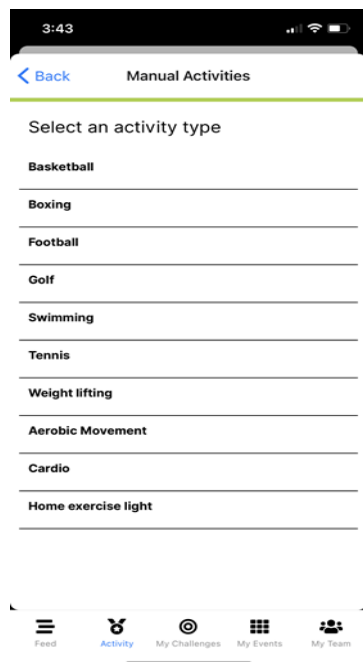 3:43
Back Manual Activities
Select an activity type
Basketball
Boxing
Football
Golf
Swimming
Tennis
Weight lifting
Aerobic Movement
Cardio
Home exercise light
Feed Activity My Challenges My Events My Team